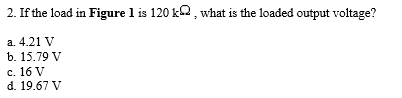 2. If the load in Figure 1 is 120 kΩ , what is the loaded output voltage?
a. 4.21 V
b. 15.79 V
c. 16 V
d. 19.67 V